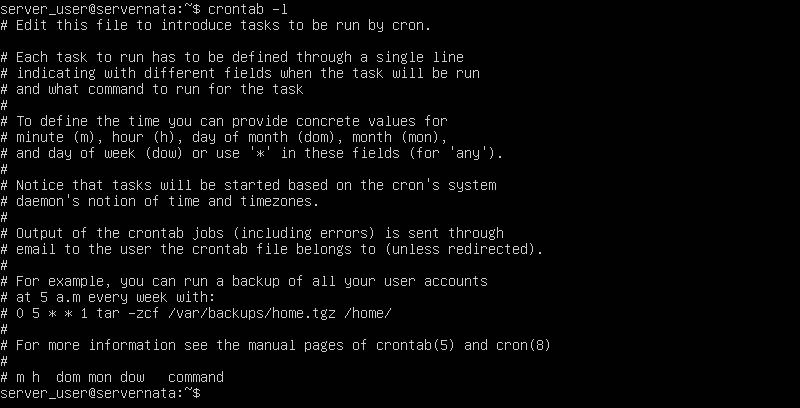 server_user@servernata:~$ crontab -l
# Edit this file to introduce tasks to be run by cron.

# Each task to run has to be defined through a single line
# indicating with different fields when the task will be run
# and what command to run for the task
#
# To define the time you can provide concrete values for
# minute (m), hour (h), day of month (dom), month (mon),
# and day of week (dow) or use '*' in these fields (for 'any').
#
# Notice that tasks will be started based on the cron's system
# daemon's notion of time and timezones.
#
# Output of the crontab jobs (including errors) is sent through
# email to the user the crontab file belongs to (unless redirected).
#
# For example, you can run a backup of all your user accounts
# at 5 a.m every week with:
# 0 5 * * 1 tar -zcf /var/backups/home.tgz /home/
#
# For more information see the manual pages of crontab(5) and cron(8)
#
# m h  dom mon dow   command
server_user@servernata:~$